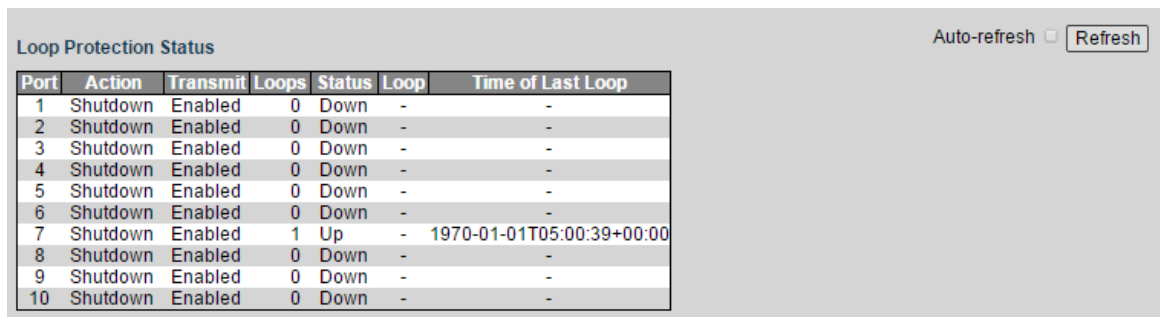 Loop Protection Status
Auto-refresh Refresh
Port Action Transmit Loops Status Loop Time of Last Loop
1 Shutdown Enabled 0 Down - -
2 Shutdown Enabled 0 Down - -
3 Shutdown Enabled 0 Down - -
4 Shutdown Enabled 0 Down - -
5 Shutdown Enabled 0 Down - -
6 Shutdown Enabled 0 Down - -
7 Shutdown Enabled 1 Up - 1970-01-01T05:00:39+00:00
8 Shutdown Enabled 0 Down - -
9 Shutdown Enabled 0 Down - -
10 Shutdown Enabled 0 Down - -